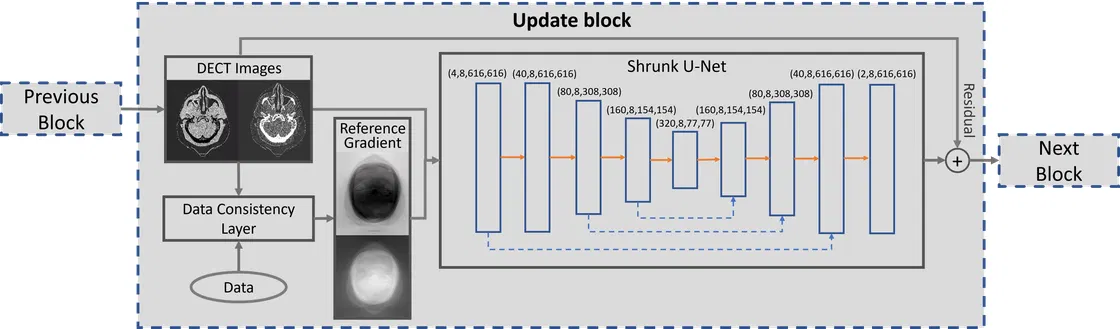 Update block
Previous
Block
DECT Images
Data Consistency
Layer
Data
Reference
Gradient
Shrunk U-Net
(4,8,616,616)
(40,8,616,616)
(80,8,308,308)
(160,8,154,154)
(320,8,77,77)
(160,8,154,154)
(80,8,308,308)
(40,8,616,616)
(2,8,616,616)
Residual
+
Next
Block